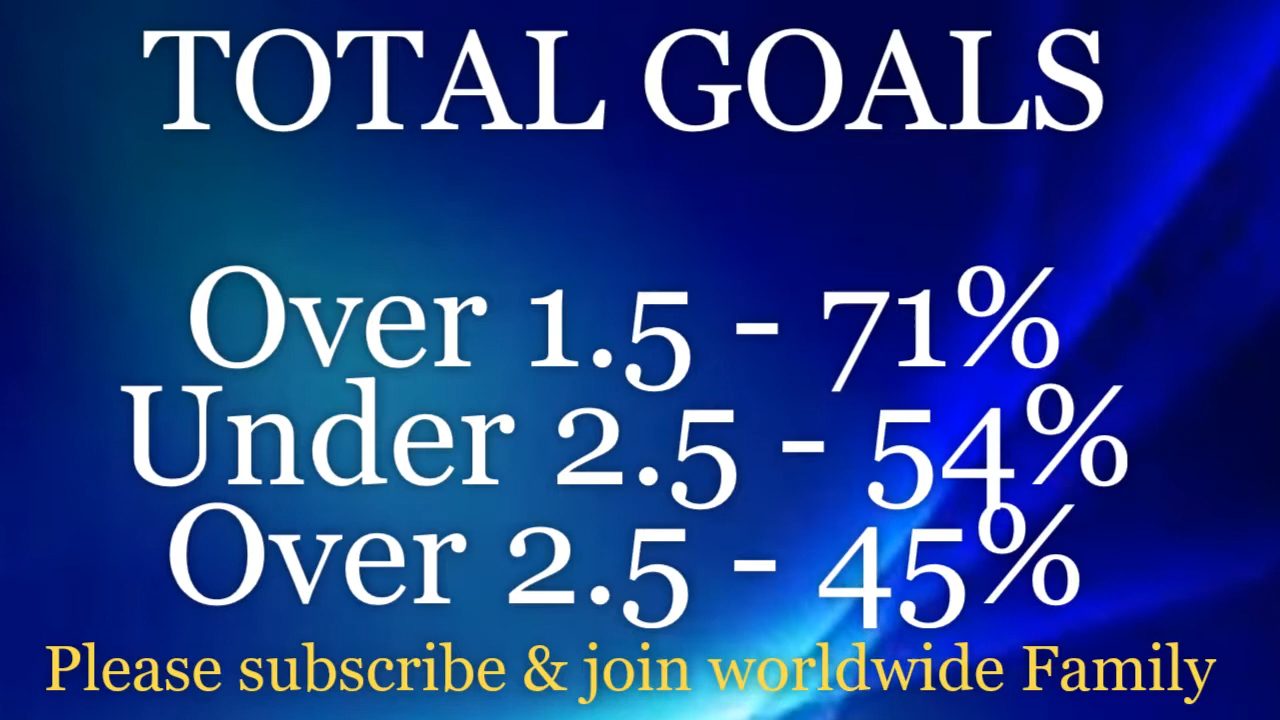 TOTAL GOALS
Over 1.5 - 71%
Under 2.5 - 54%
Over 2.5 - 45%
Please subscribe & join worldwide Family